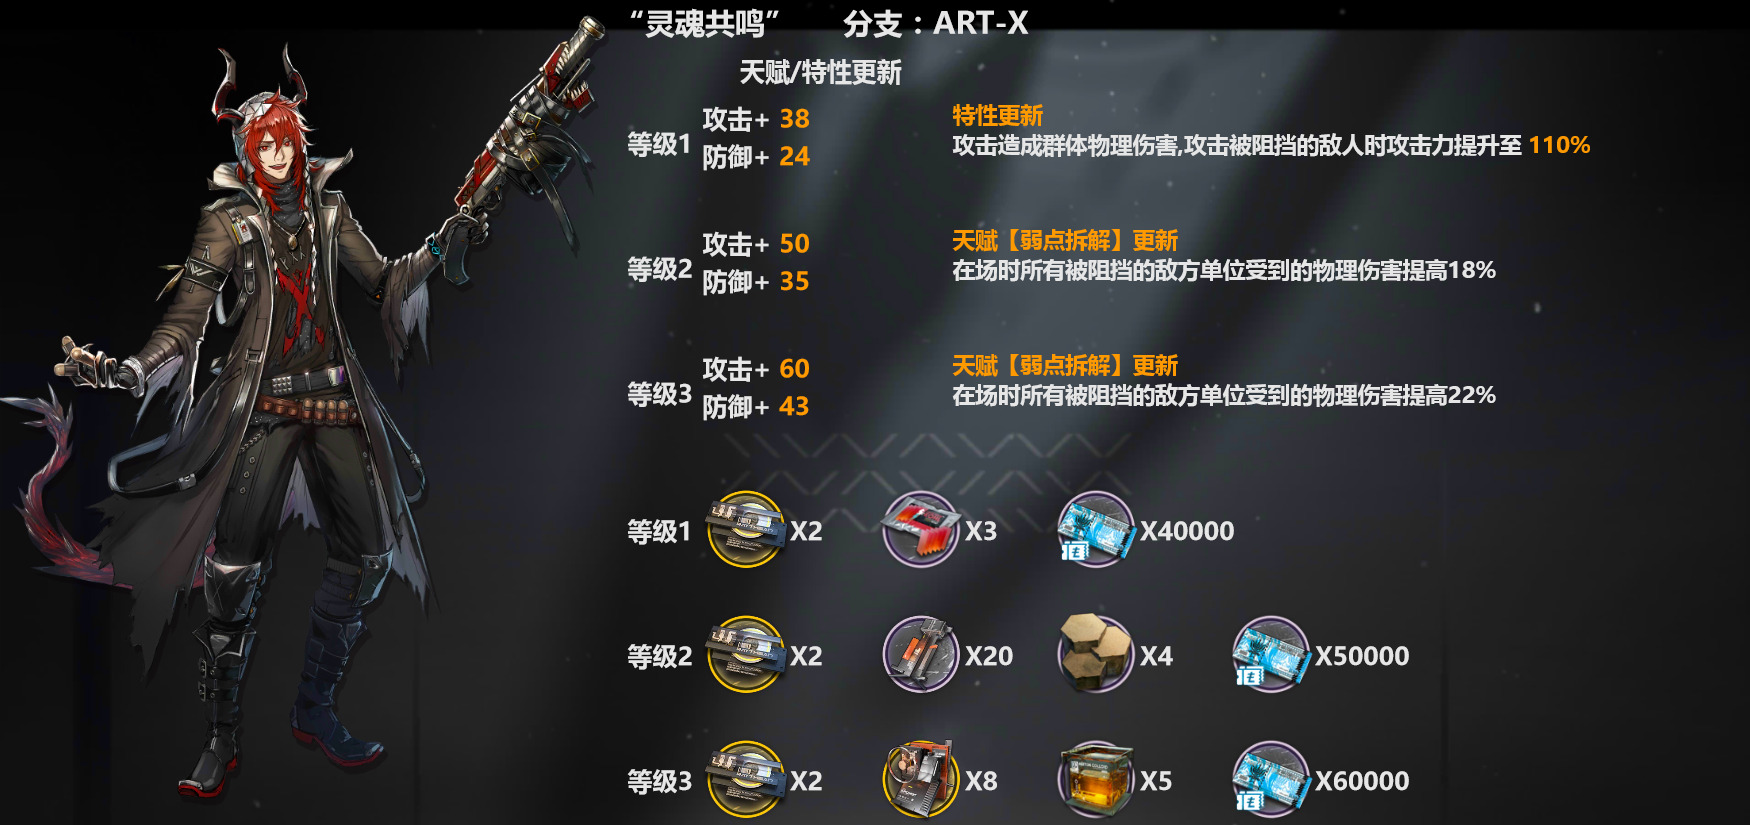 “灵魂共鸣” 分支：ART-X
天赋/特性更新
等级1
攻击+ 38
防御+ 24
特性更新
攻击造成群体物理伤害,攻击被阻挡的敌人时攻击力提升至 110%
等级2
攻击+ 50
防御+ 35
天赋【弱点拆解】更新
在场时所有被阻挡的敌方单位受到的物理伤害提高18%
等级3
攻击+ 60
防御+ 43
天赋【弱点拆解】更新
在场时所有被阻挡的敌方单位受到的物理伤害提高22%
等级1 X2 X3 X40000
等级2 X2 X20 X4 X50000
等级3 X2 X8 X5 X60000